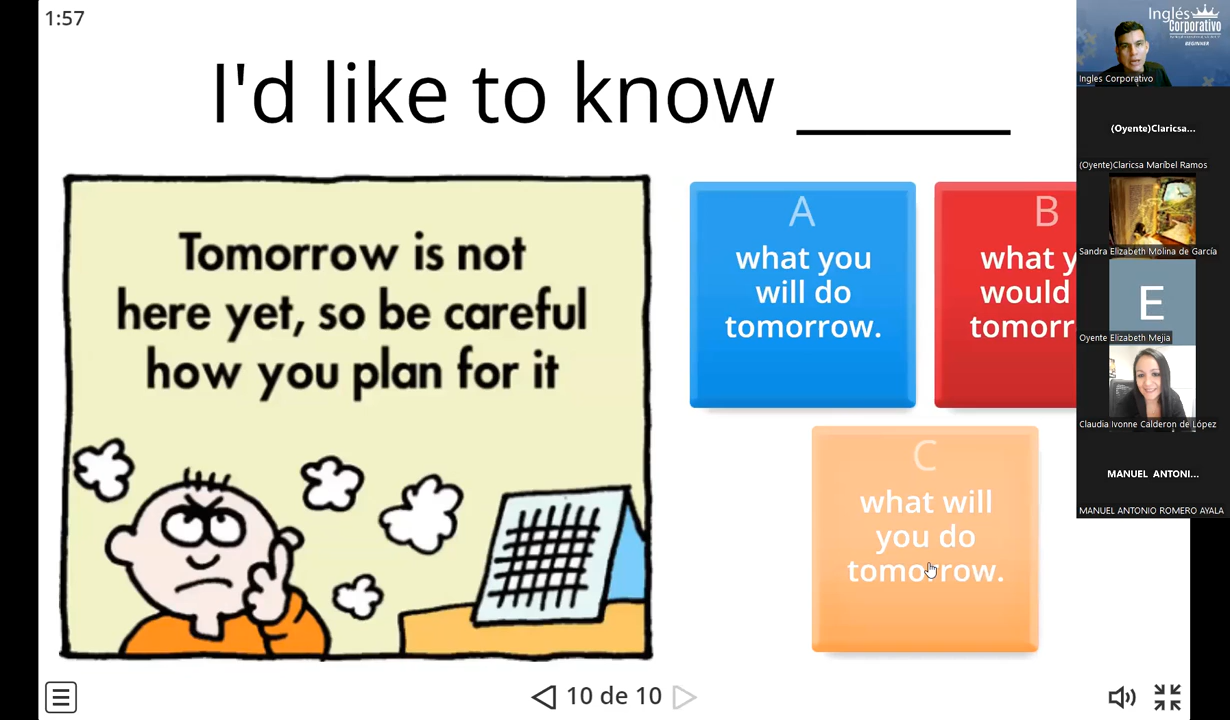 1:57
I'd like to know ______
Tomorrow is not
here yet, so be careful
how you plan for it
A
what you
will do
tomorrow.
B
what
would
C
what will
you do
tomorrow.
10 de 10
Inglés
Corporativo
BEGINNER
Ingles Corporativo
(Oyente)Claricsa...
(Oyente)Claricsa Maríbel Ramos
Sandra Elizabeth Molina de García
E
Oyente Elizabeth Mejia
Claudia Ivonne Calderon de López
MANUEL ANTONI...
MANUEL ANTONIO ROMERO AYALA